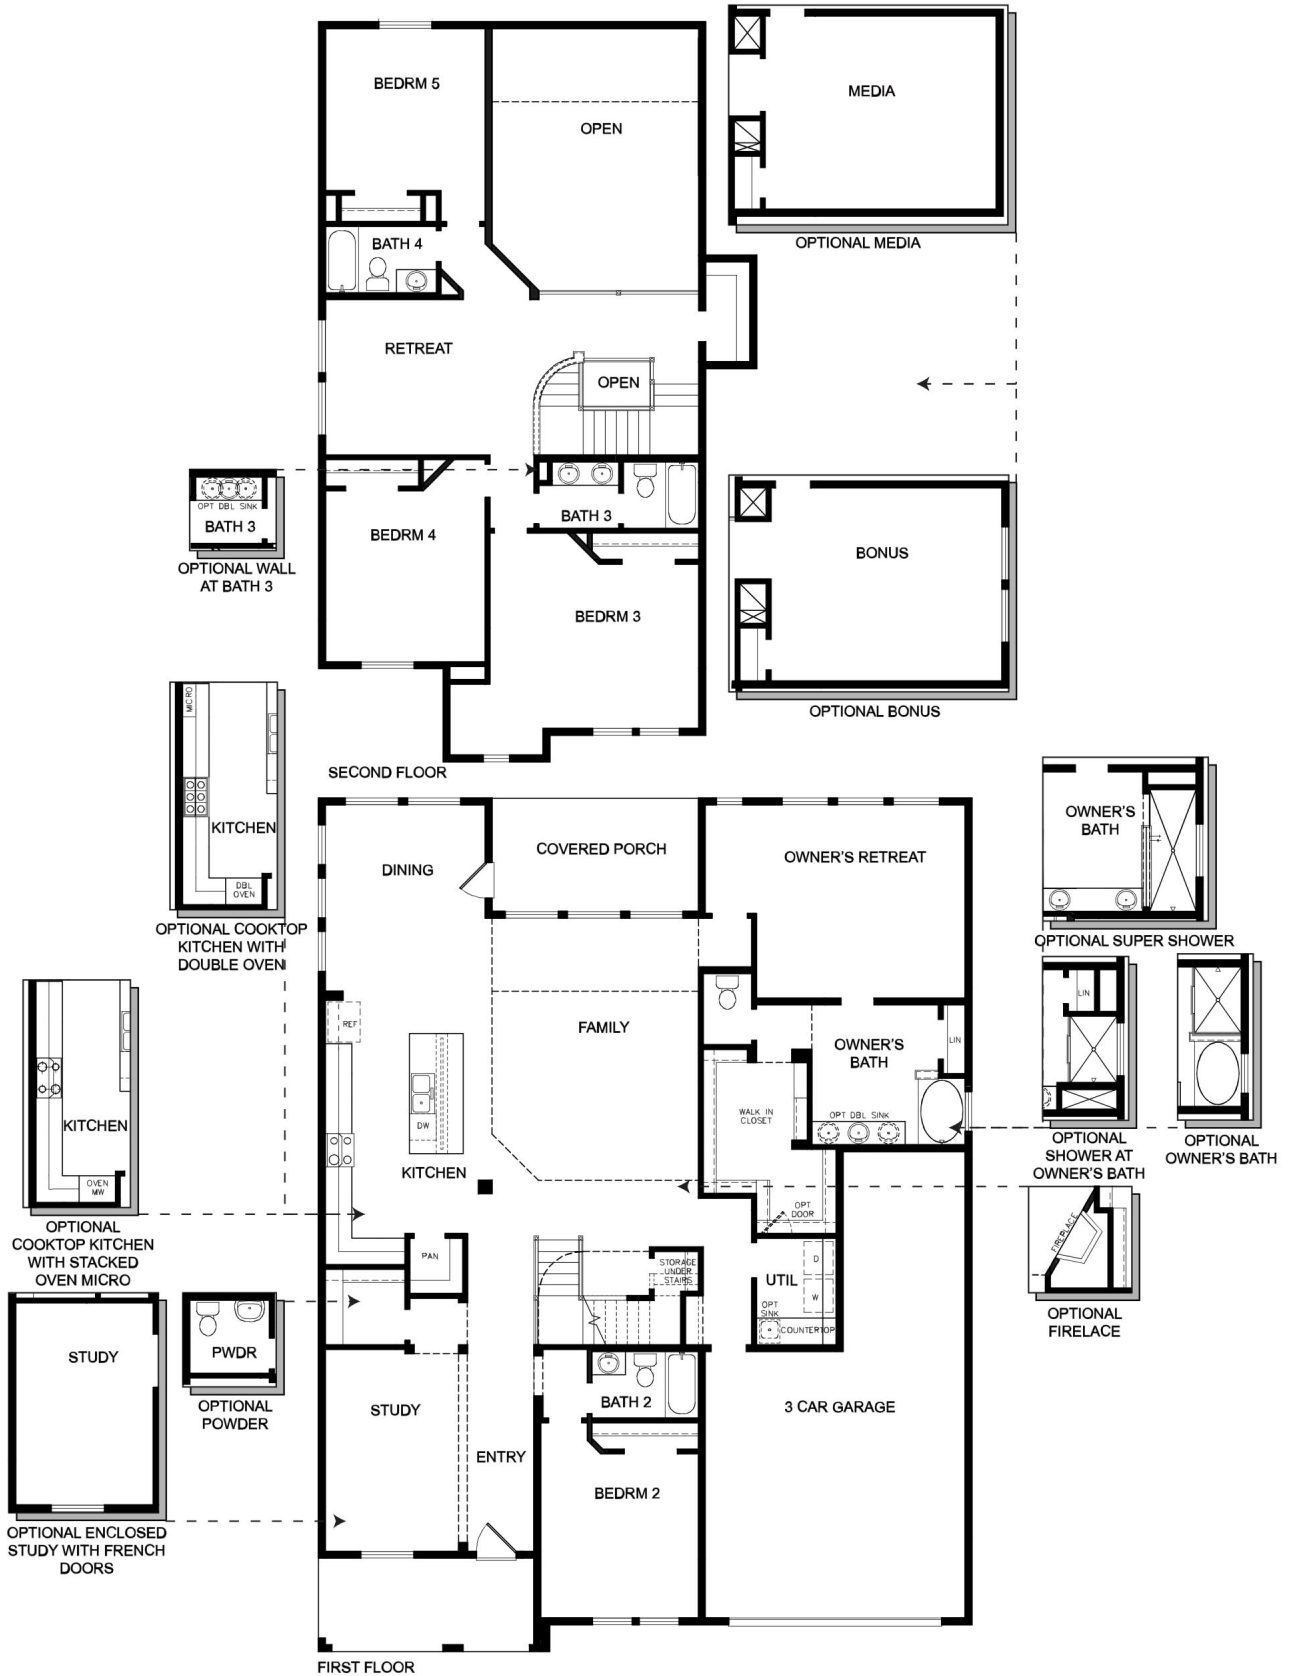 BEDRM 5
OPEN
MEDIA
OPTIONAL MEDIA
BATH 4
RETREAT
OPEN
OPT DBL SINK
BATH 3
OPTIONAL WALL
AT BATH 3
BATH 3
BEDRM 4
BEDRM 3
BONUS
OPTIONAL BONUS
SECOND FLOOR
MICRO
KITCHEN
DBL
OVEN
OPTIONAL COOKTOP
KITCHEN WITH
DOUBLE OVEN
DINING
COVERED PORCH
OWNER'S RETREAT
OWNER'S
BATH
OPTIONAL SUPER SHOWER
REF
FAMILY
OWNER'S
BATH
LIN
LIN
OPTIONAL
SHOWER AT
OWNER'S BATH
OPTIONAL
OWNER'S BATH
KITCHEN
OVEN
MW
OPTIONAL
COOKTOP KITCHEN
WITH STACKED
OVEN MICRO
DW
KITCHEN
WALK IN
CLOSET
OPT DBL SINK
OPT
DOOR
FIREPLACE
OPTIONAL
FIRELACE
PAN
STORAGE
UNDER
STAIRS
UTIL
D
W
OPT
SINK
COUNTERTOP
STUDY
OPTIONAL ENCLOSED
STUDY WITH FRENCH
DOORS
PWDR
OPTIONAL
POWDER
STUDY
ENTRY
BATH 2
BEDRM 2
3 CAR GARAGE
FIRST FLOOR